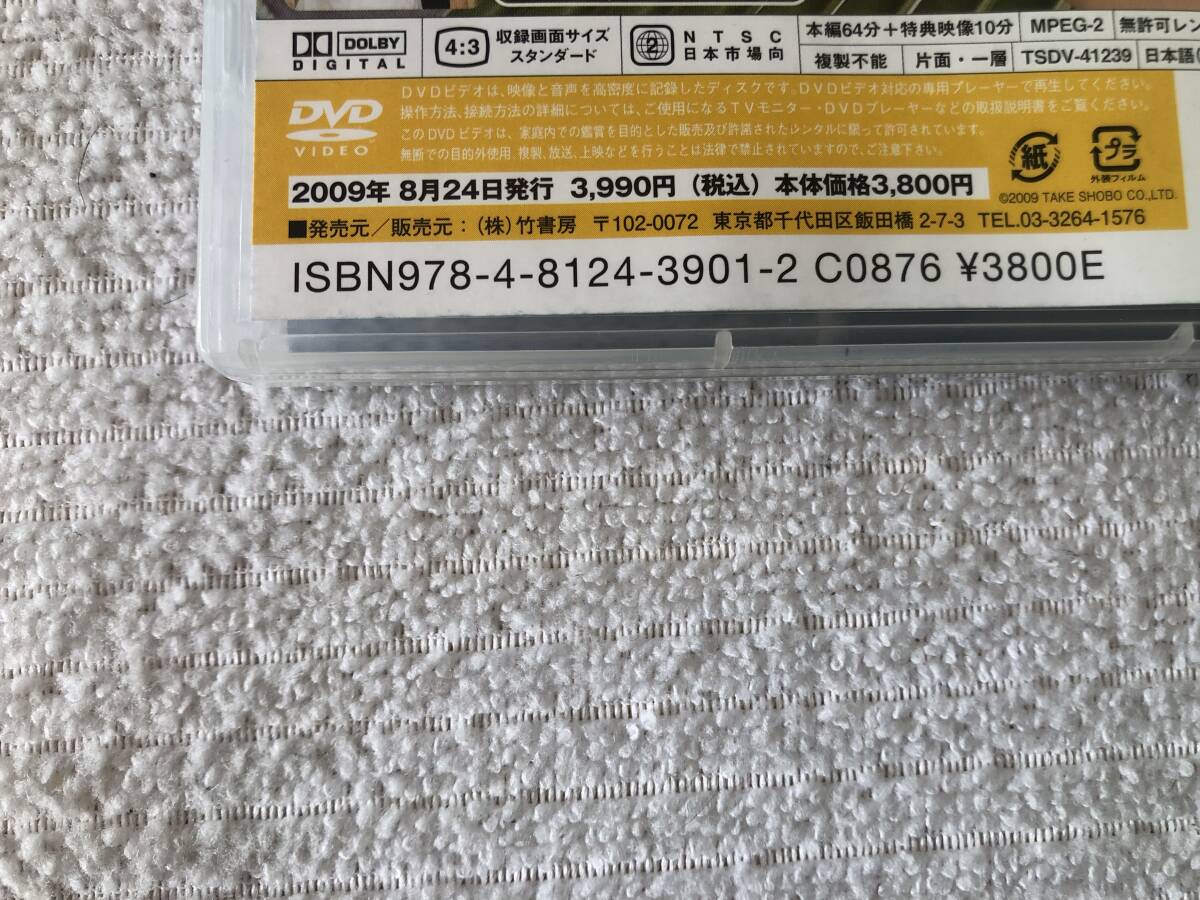 DOLBY
DIGITAL
4:3
収録画面サイズ
スタンダード
2
NTSC
日本市場向
本編64分＋特典映像10分
MPEG-2
無許可レン
複製不能
片面・一層
TSDV-41239
日本語(
DVD
VIDEO
DVDビデオは、映像と音声を高密度に記録したディスクです。DVDビデオ対応の専用プレーヤーで再生してください。
操作方法、接続方法の詳細については、ご使用になるTVモニター・DVDプレーヤーなどの取扱説明書をご覧ください。
このDVDビデオは、家庭内での鑑賞を目的とした販売及び許諾されたレンタルに限って許可されています。
無断での目的外使用、複製、放送、上映などを行うことは法律で禁止されていますので、ご注意下さい。
紙
プラ
外装フィルム
©2009 TAKE SHOBO CO.,LTD.
2009年 8月24日発行 3,990円（税込）本体価格3,800円
■発売元／販売元：（株）竹書房 〒102-0072 東京都千代田区飯田橋 2-7-3 TEL.03-3264-1576
ISBN978-4-8124-3901-2 C0876 ¥3800E